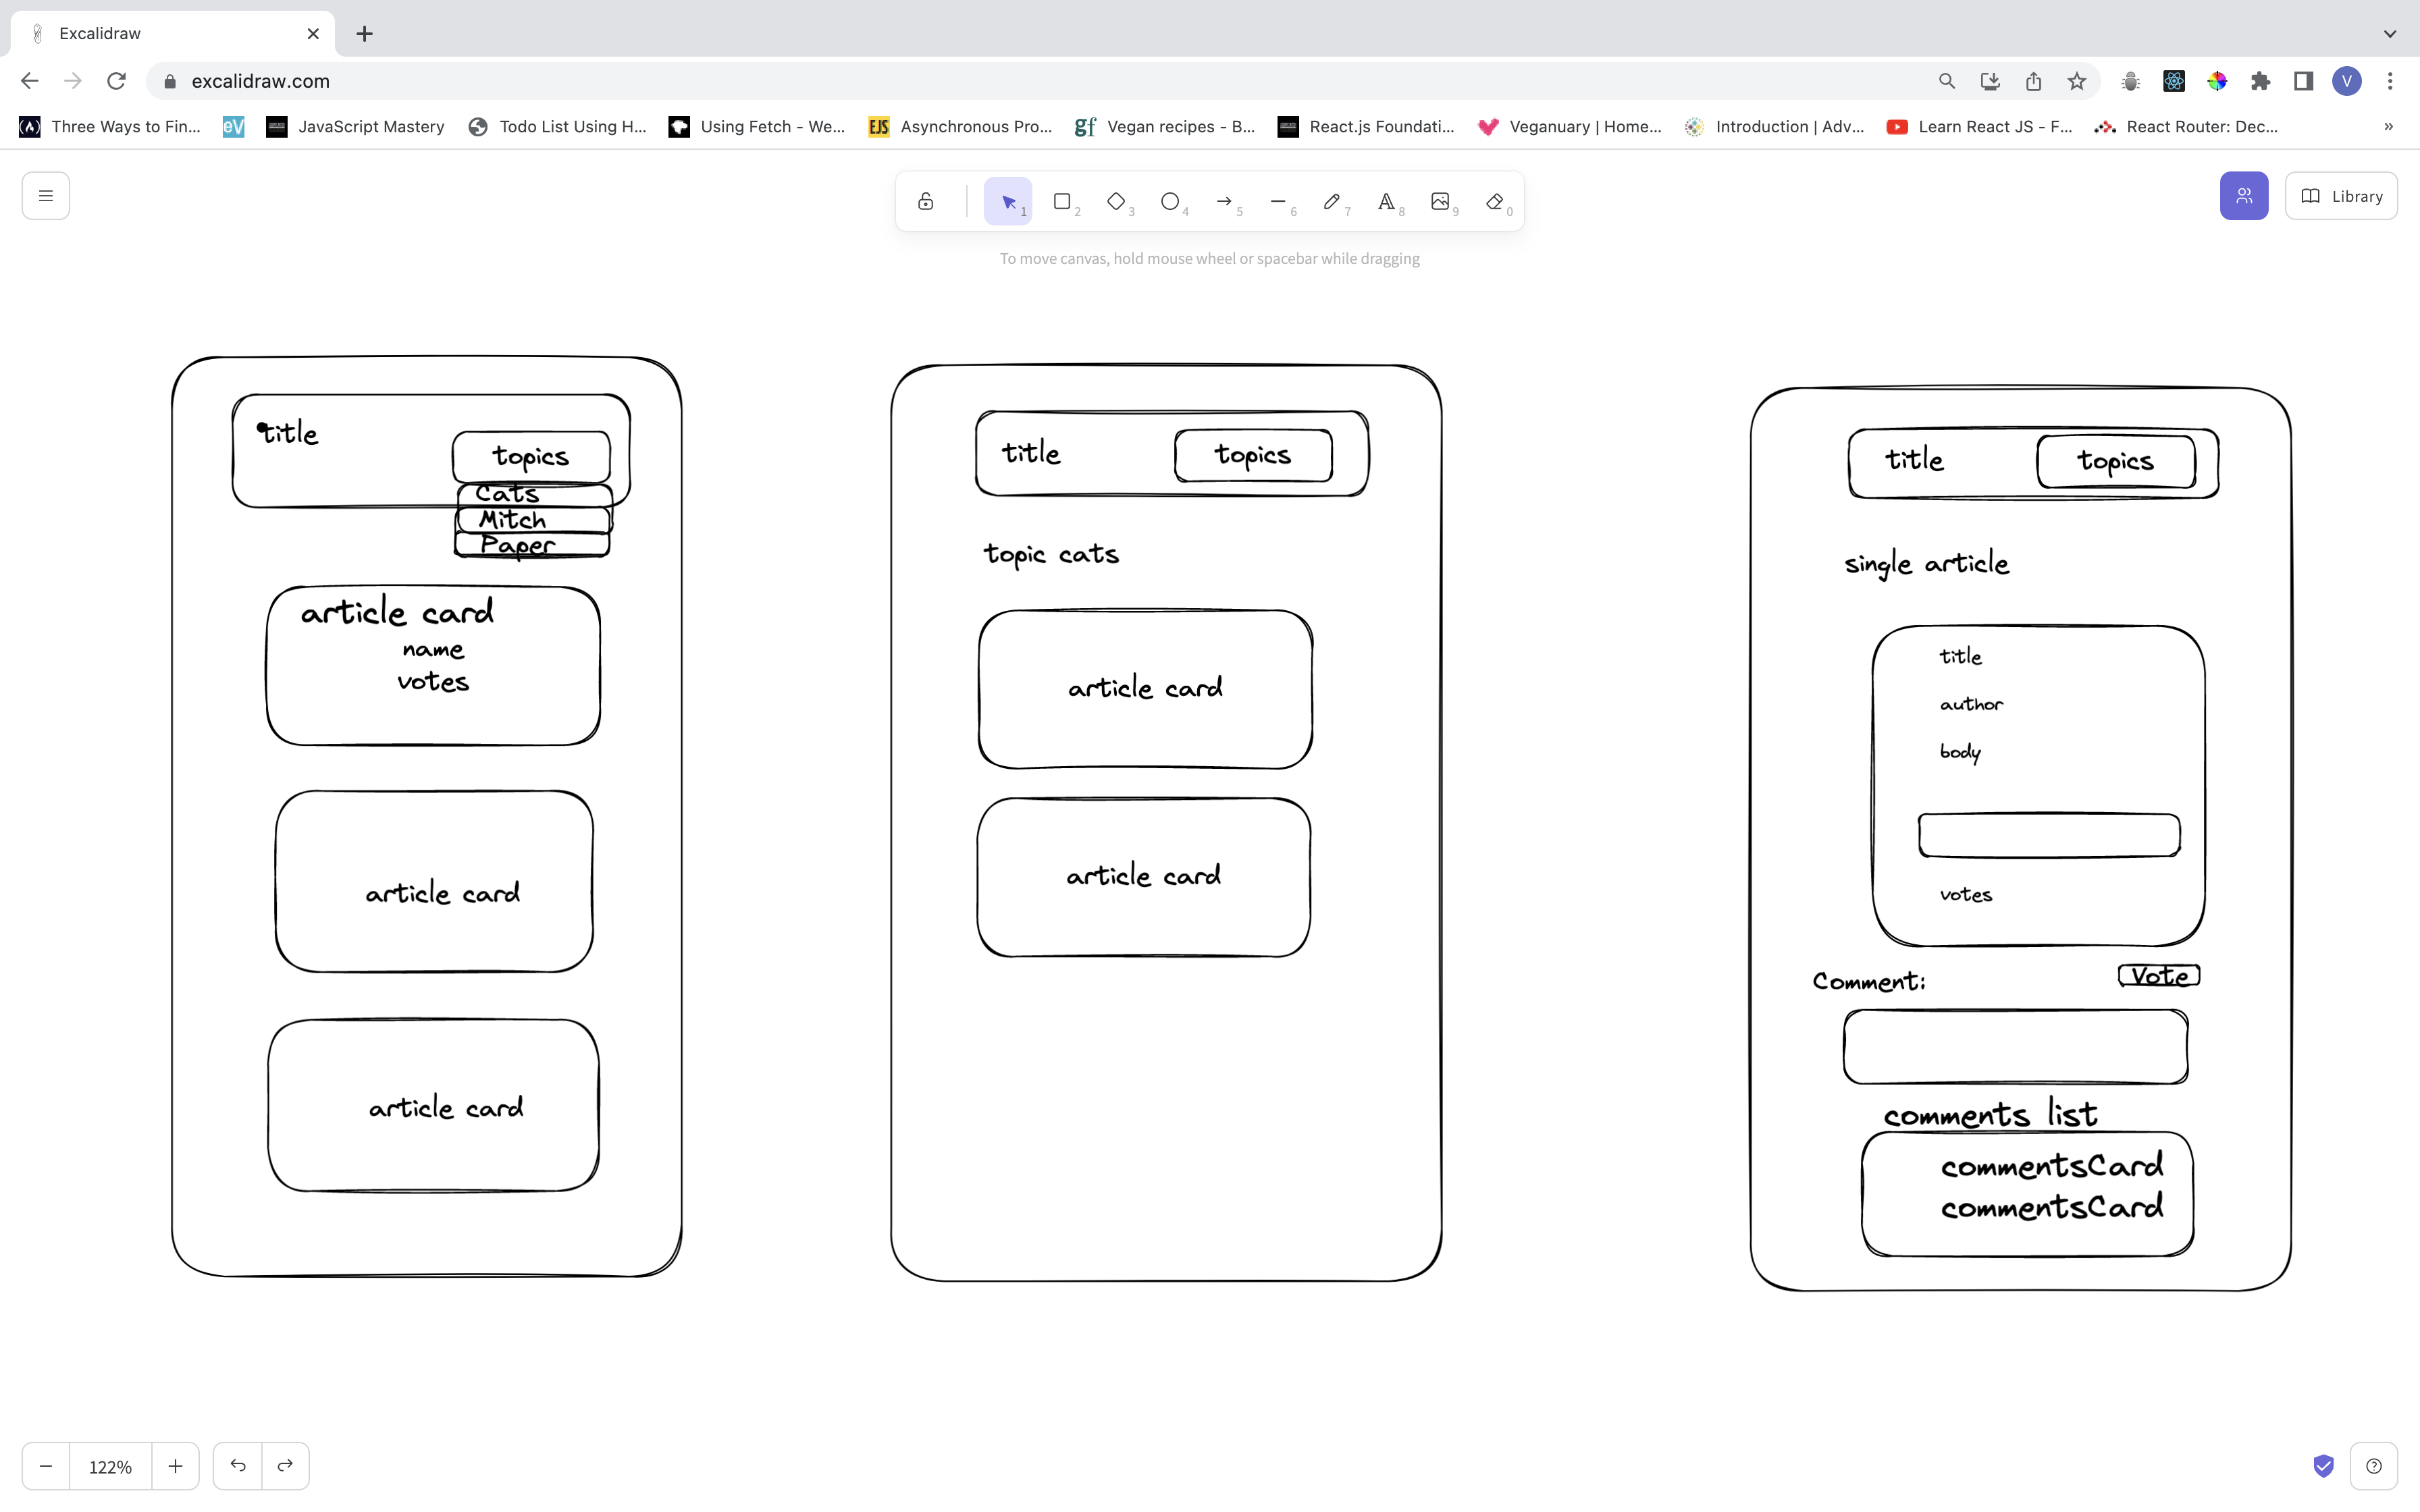 Excalidraw
excalidraw.com
V
Three Ways to Fin...
eV
JavaScript Mastery
Todo List Using H...
Using Fetch - We...
EJS
Asynchronous Pro...
gf
Vegan recipes - B...
React.js Foundati...
Veganuary | Home...
Introduction | Adv...
Learn React JS - F...
React Router: Dec...
»
1
2
3
4
5
6
7
A 8
9
0
Library
To move canvas, hold mouse wheel or spacebar while dragging
title
topics
Cats
Mitch
Paper
article card
name
votes
article card
article card
title
topics
topic cats
article card
article card
title
topics
single article
title
author
body
votes
Comment:
Vote
comments list
commentsCard
commentsCard
122%